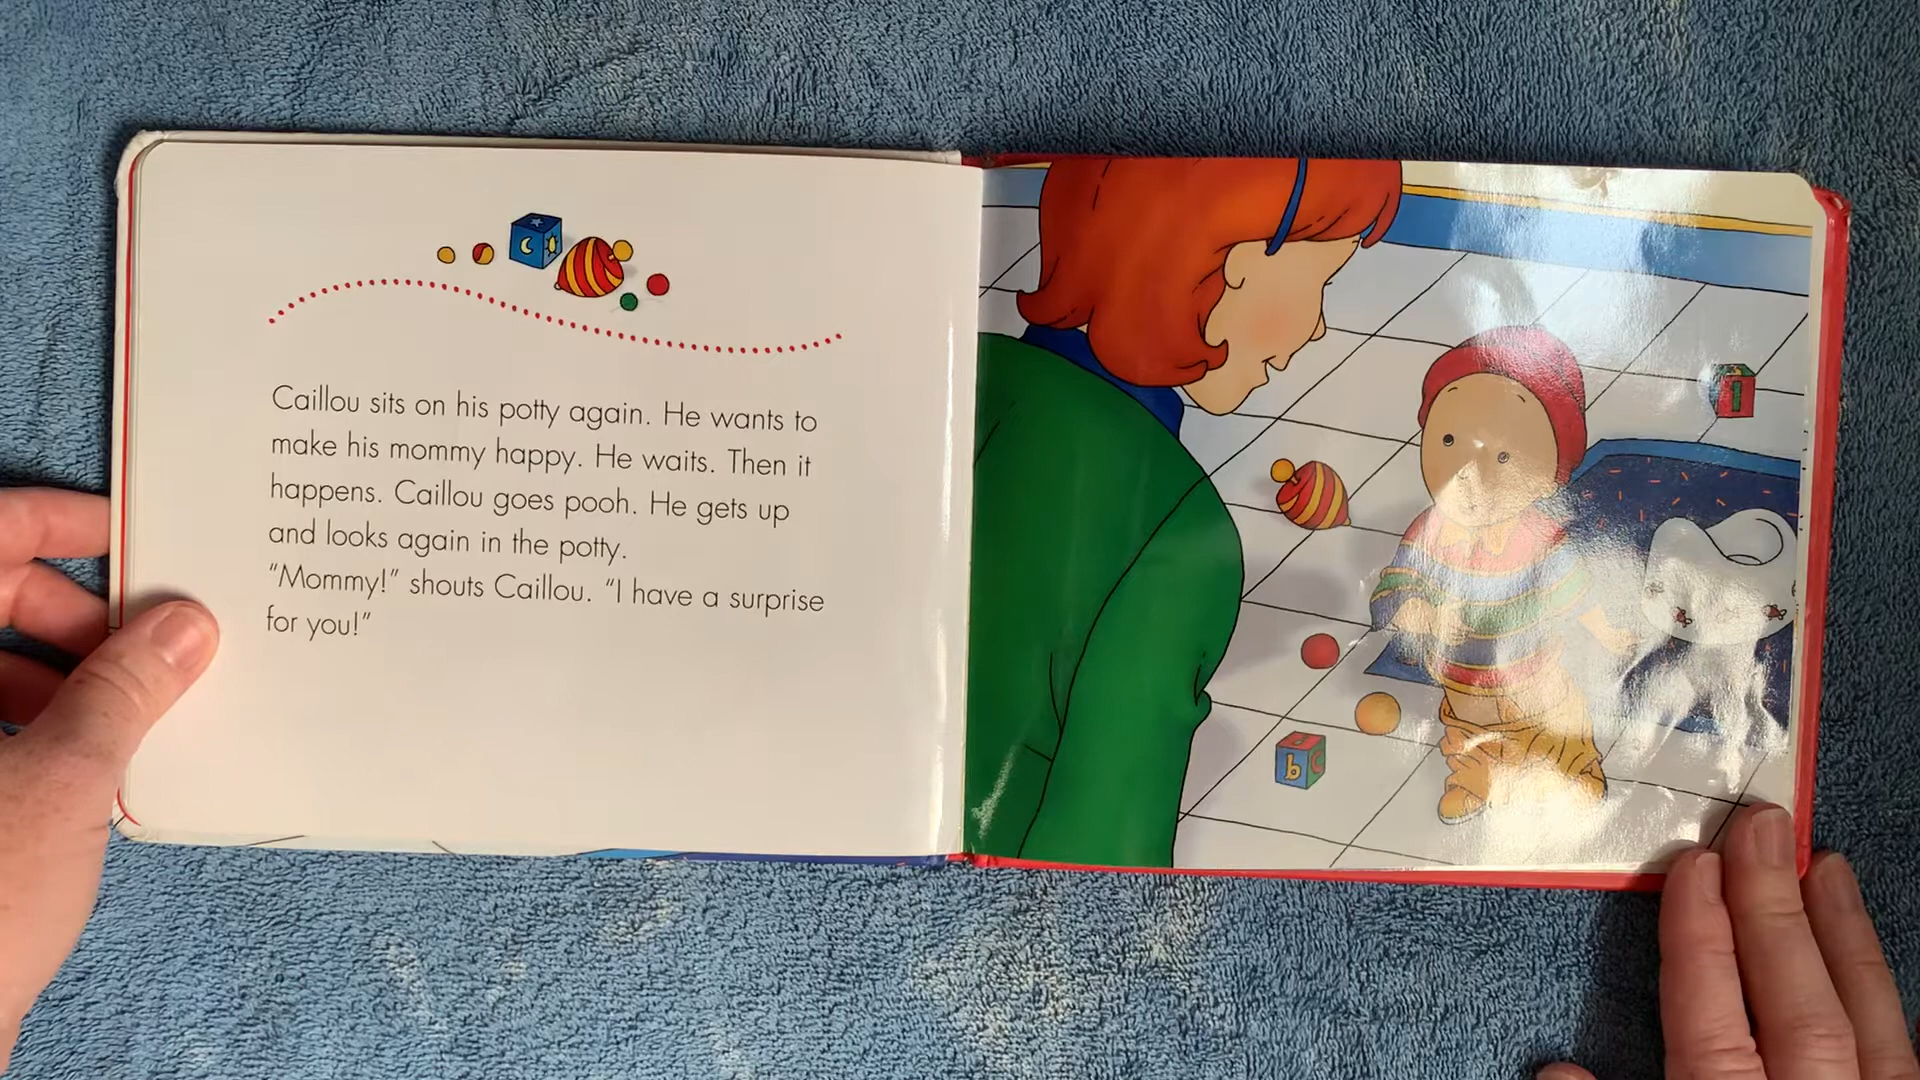 Caillou sits on his potty again. He wants to
make his mommy happy. He waits. Then it
happens. Caillou goes pooh. He gets up
and looks again in the potty.
“Mommy!” shouts Caillou. “I have a surprise
for you!”
b
c